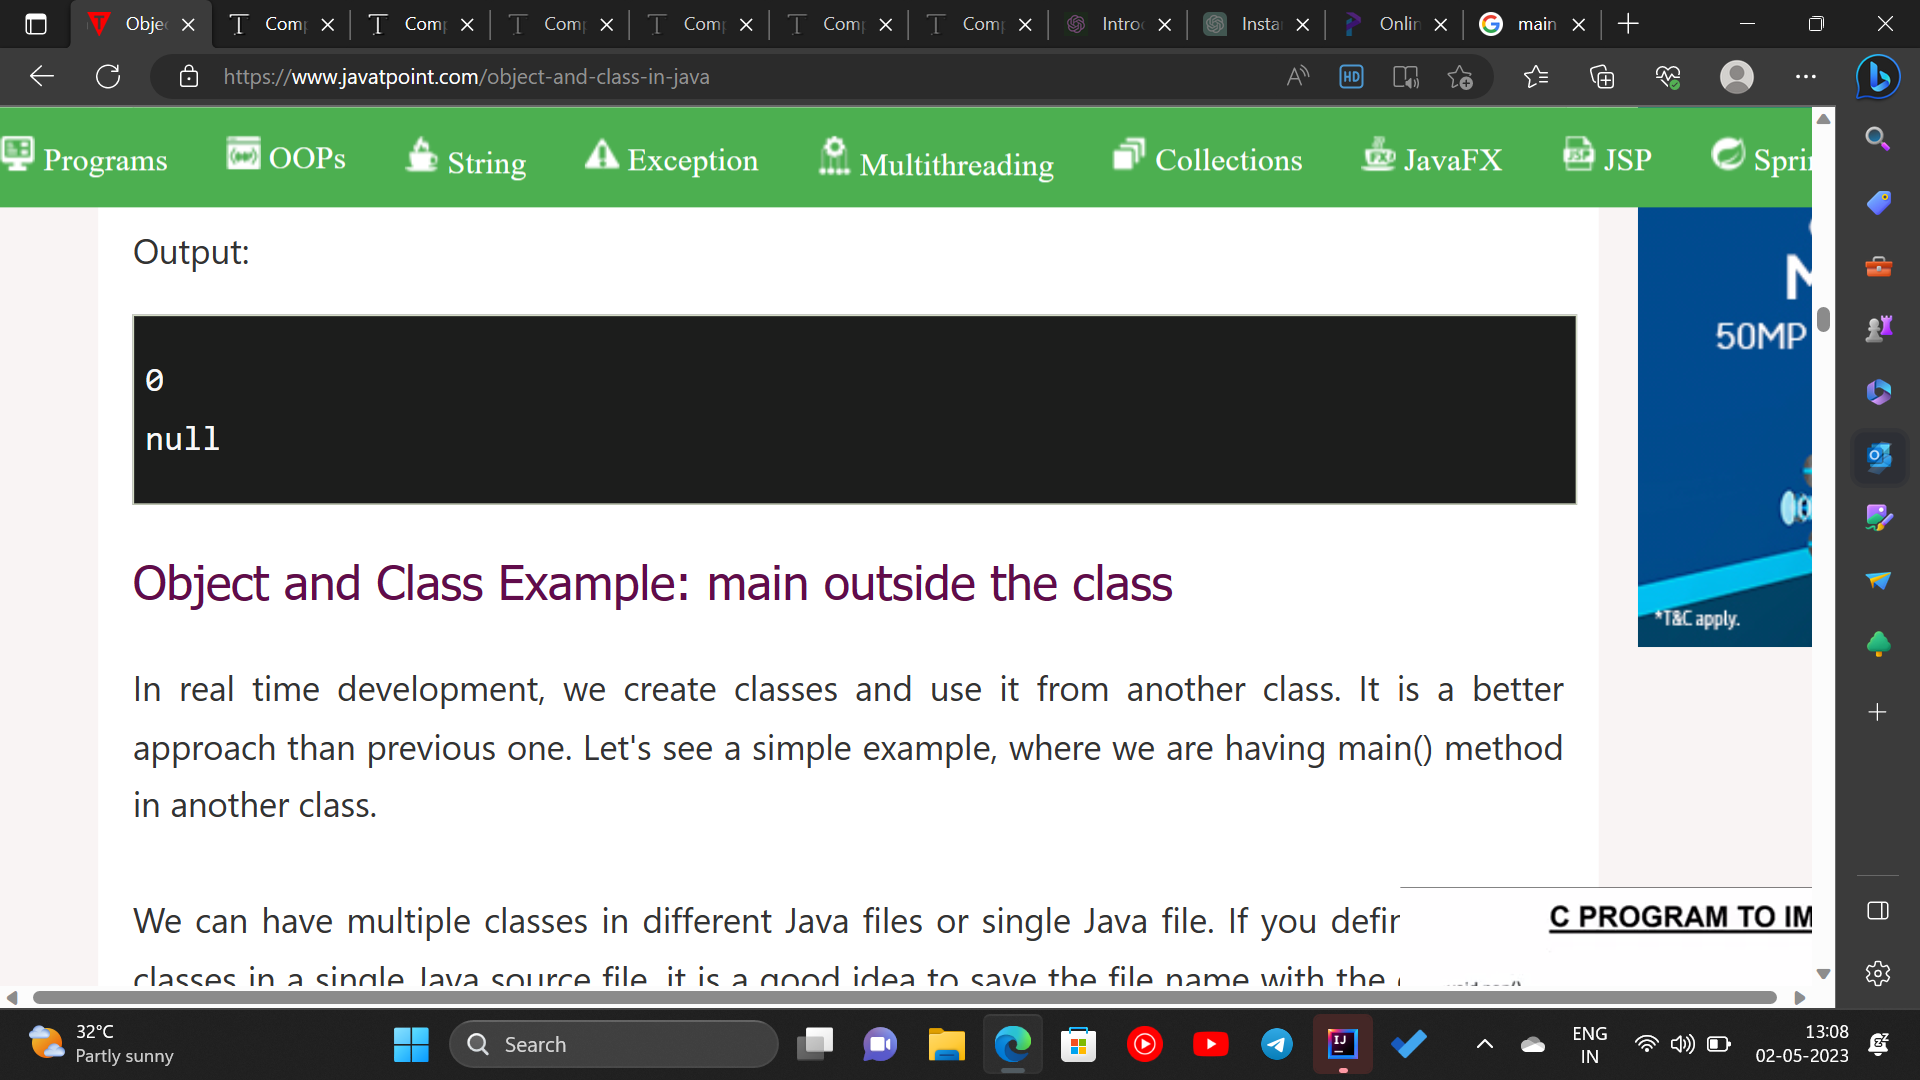 Obje
Com
Com
Com
Com
Com
Com
Intro
Insta
Onlin
main
https://www.javatpoint.com/object-and-class-in-java
HD
Programs
OOPs
String
Exception
Multithreading
Collections
JavaFX
JSP
Sprin
Output:
0
null
50MP
*T&C apply.
Object and Class Example: main outside the class
In real time development, we create classes and use it from another class. It is a better
approach than previous one. Let's see a simple example, where we are having main() method
in another class.
We can have multiple classes in different Java files or single Java file. If you defin
classes in a single Java source file, it is a good idea to save the file name with the
C PROGRAM TO IM
32°C
Partly sunny
Search
ENG
IN
13:08
02-05-2023